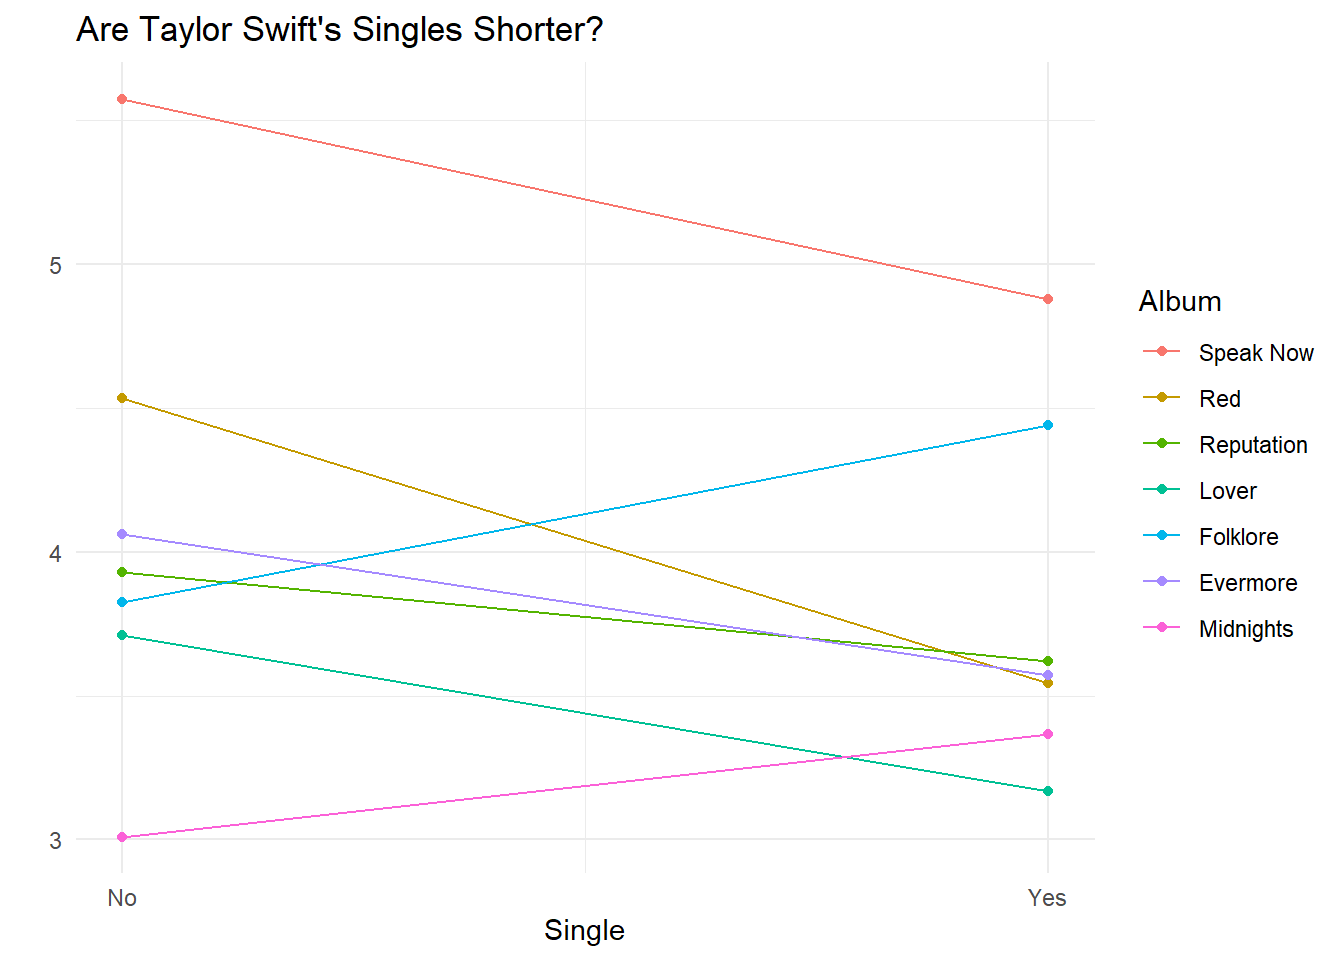 Are Taylor Swift's Singles Shorter?
5
4
3
No
Yes
Single
Album
Speak Now
Red
Reputation
Lover
Folklore
Evermore
Midnights